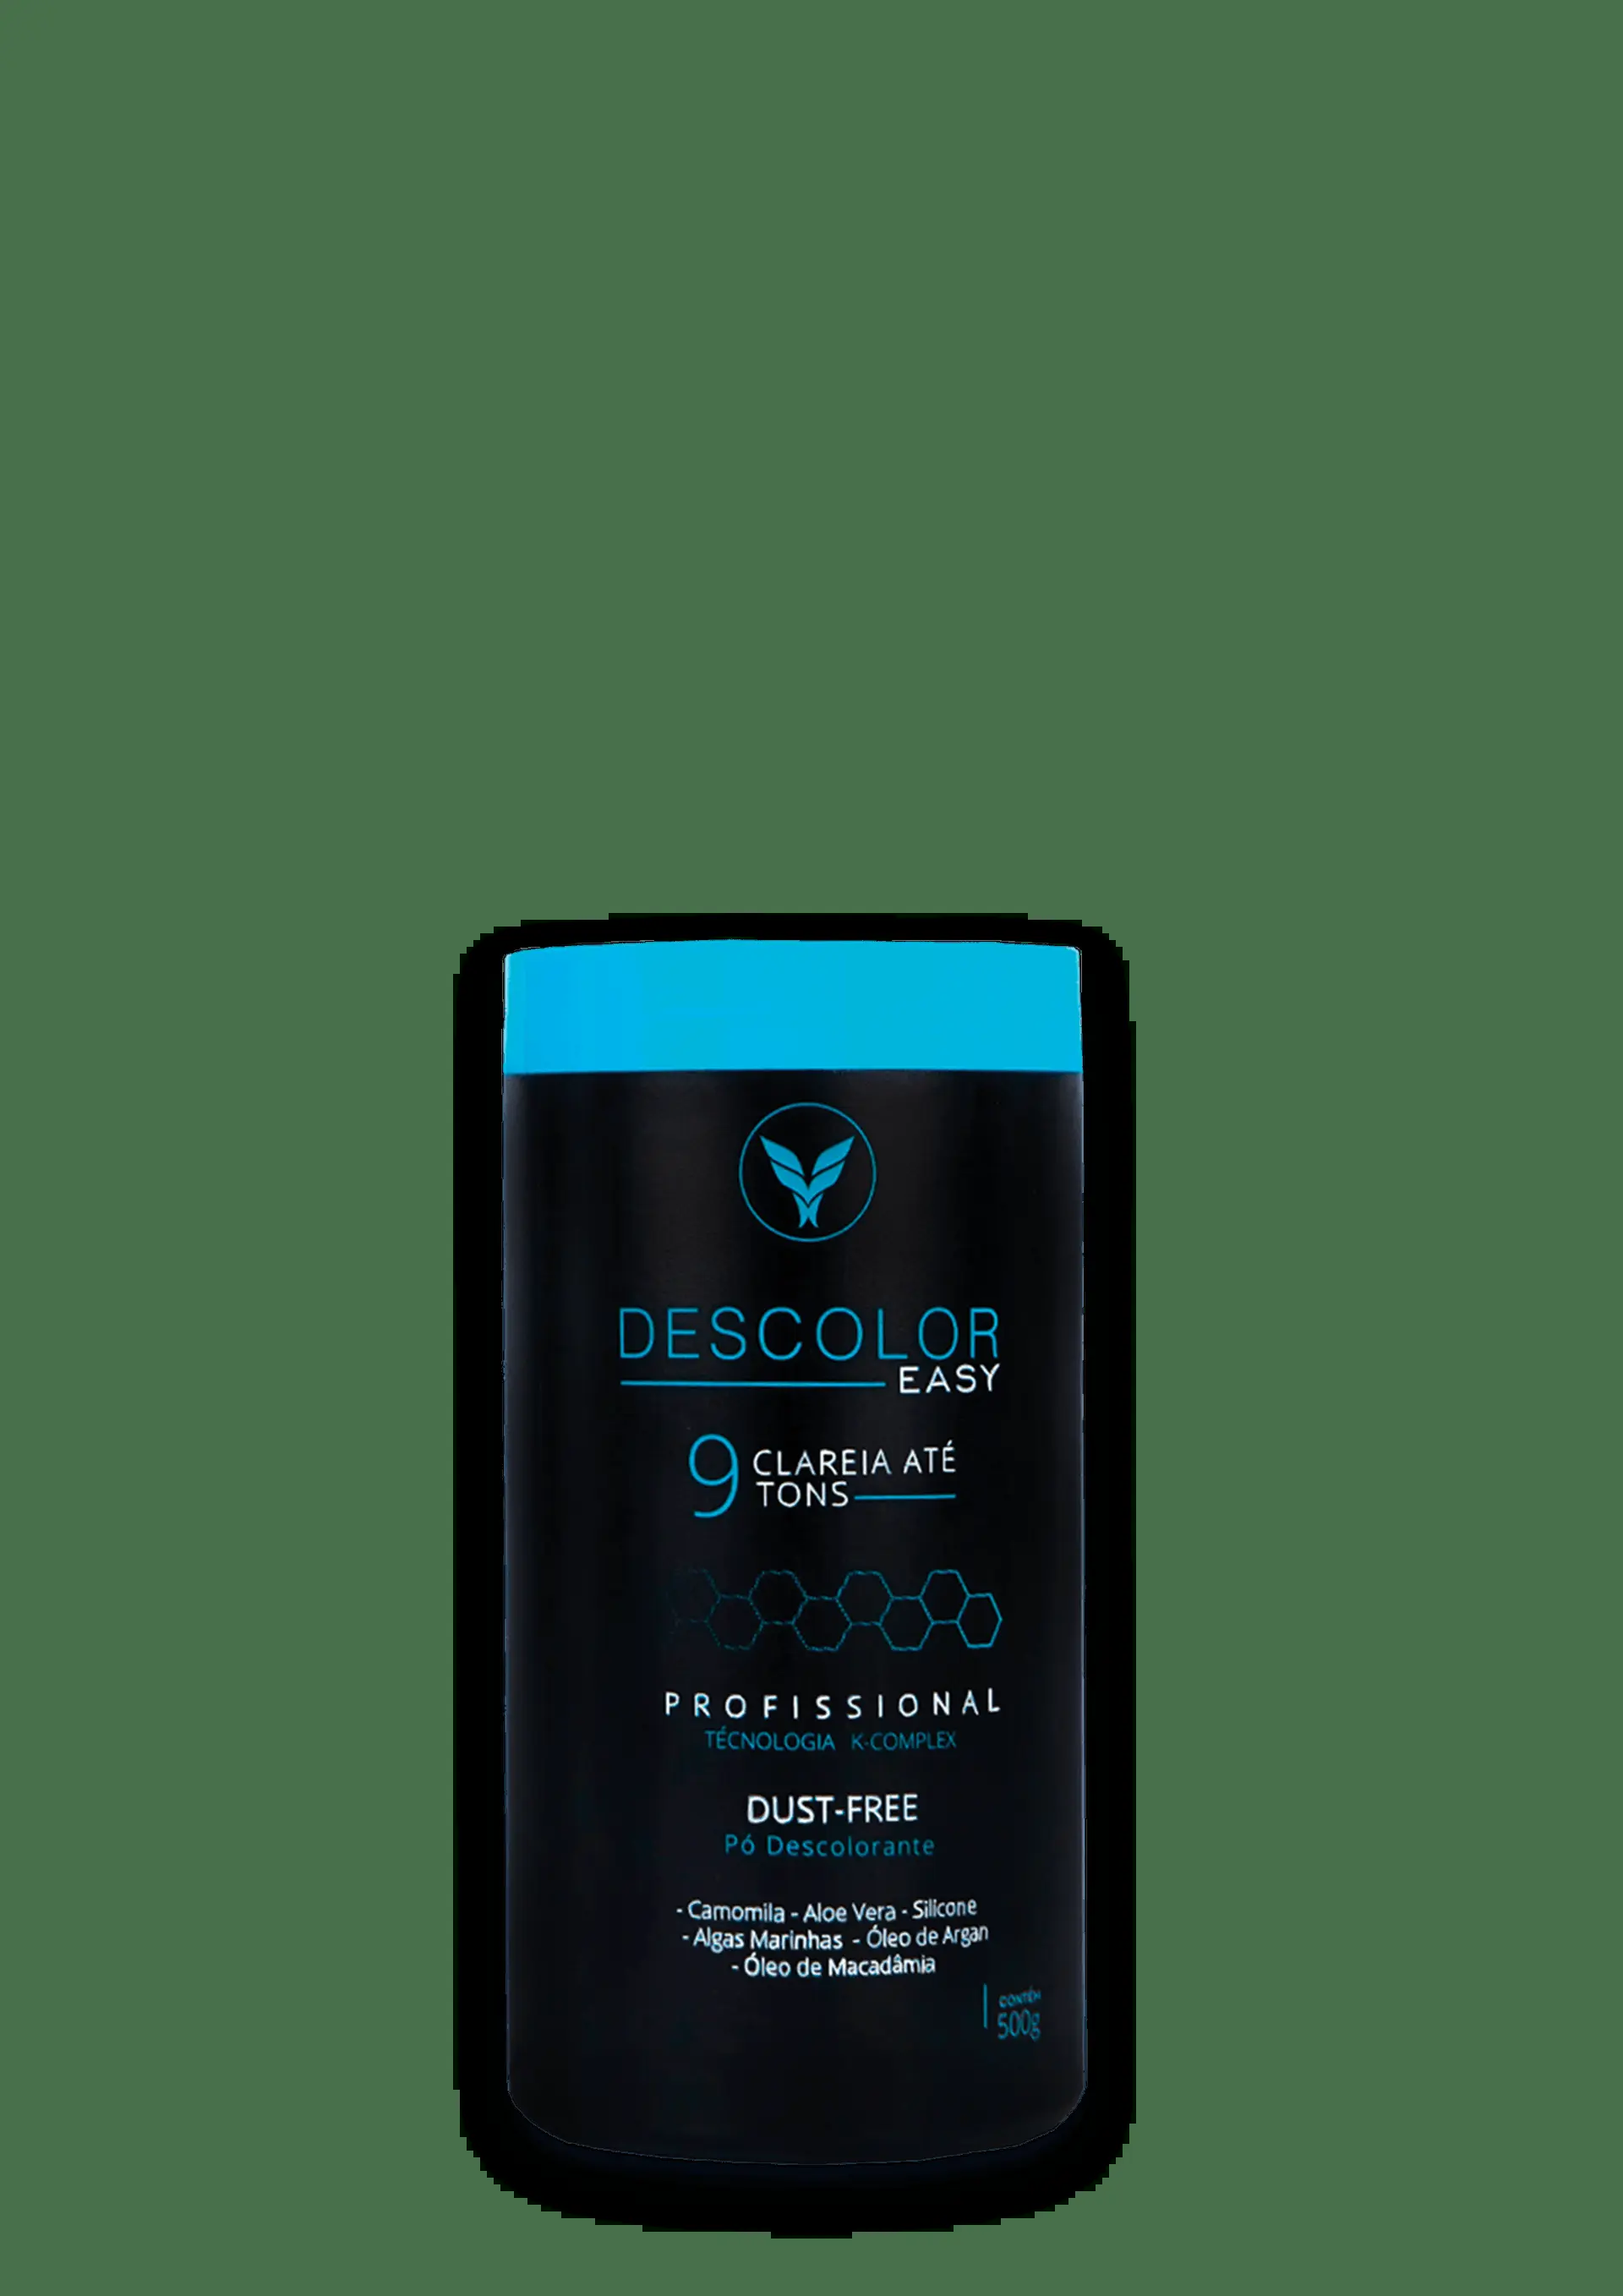 DESCOLOR
EASY
9 CLAREIA ATÉ
TONS
PROFISSIONAL
TÉCNOLOGIA K-COMPLEX
DUST-FREE
Pó Descolorante
- Camomila - Aloe Vera - Silicone
- Algas Marinhas - Óleo de Argan
- Óleo de Macadâmia
CONTÉM
500g